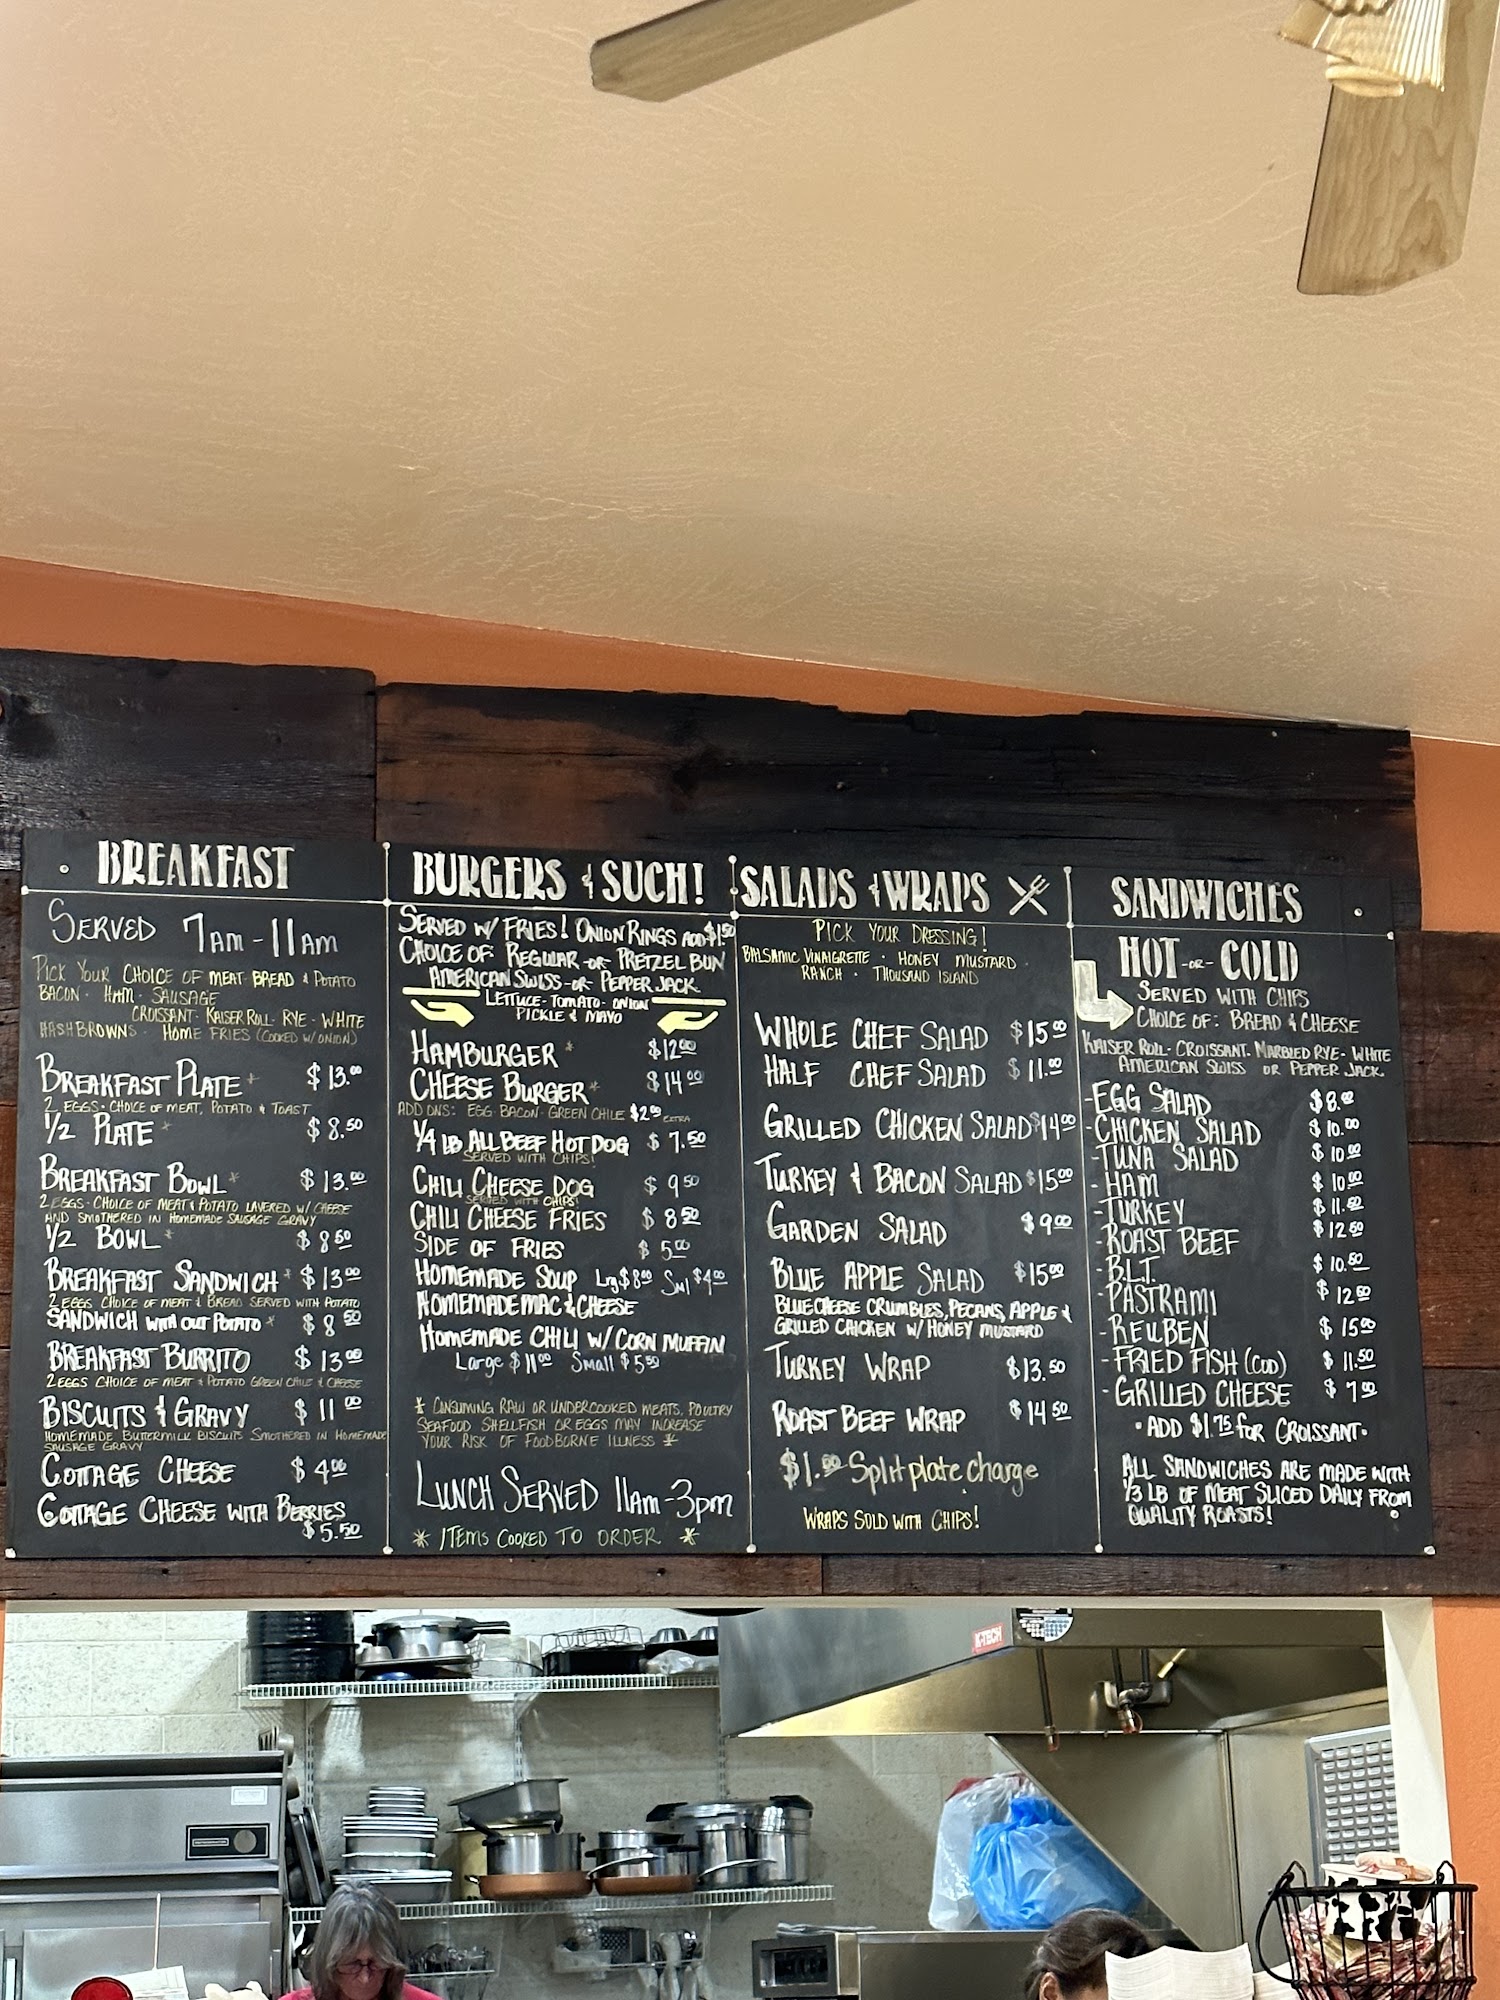 BREAKFAST
SERVED 7AM - 11AM
PICK YOUR CHOICE OF MEAT · BREAD & POTATO
BACON · HAM · SAUSAGE
CROISSANT · KAISER ROLL · RYE · WHITE
HASHBROWNS · HOME FRIES (COOKED W/ONION)
BREAKFAST PLATE * $13.00
2 EGGS · CHOICE OF MEAT, POTATO & TOAST
1/2 PLATE * $8.50
BREAKFAST BOWL * $13.00
2 EGGS · CHOICE OF MEAT & POTATO LAYERED W/ CHEESE
AND SMOTHERED IN HOMEMADE SAUSAGE GRAVY
1/2 BOWL * $8.50
BREAKFAST SANDWICH * $13.00
2 EGGS CHOICE OF MEAT & BREAD SERVED WITH POTATO
SANDWICH WITH OUT POTATO * $8.50
BREAKFAST BURRITO $13.00
2 EGGS CHOICE OF MEAT & POTATO GREEN CHILE & CHEESE
BISCUITS & GRAVY $11.00
HOMEMADE BUTTERMILK BISCUITS SMOTHERED IN HOMEMADE
SAUSAGE GRAVY
COTTAGE CHEESE $4.00
COTTAGE CHEESE WITH BERRIES
$5.50
BURGERS & SUCH!
SERVED W/ FRIES! ONION RINGS ADD $1.50
CHOICE OF: REGULAR -OR- PRETZEL BUN
AMERICAN SWISS -OR- PEPPER JACK
LETTUCE - TOMATO - ONION
PICKLE & MAYO
HAMBURGER * $12.00
CHEESE BURGER * $14.00
ADD ONS: EGG · BACON · GREEN CHILE $2.00 EXTRA
1/4 LB ALL BEEF HOT DOG $7.50
SERVED WITH CHIPS!
CHILI CHEESE DOG $9.50
SERVED WITH CHIPS!
CHILI CHEESE FRIES $8.50
SIDE OF FRIES $5.00
HOMEMADE SOUP Lrg $8.00 Sml $4.00
HOMEMADE MAC & CHEESE
HOMEMADE CHILI W/ CORN MUFFIN
Large $11.00 Small $5.50
* CONSUMING RAW OR UNDERCOOKED MEATS, POULTRY
SEAFOOD, SHELLFISH OR EGGS MAY INCREASE
YOUR RISK OF FOODBORNE ILLNESS *
LUNCH SERVED 11am - 3pm
* ITEMS COOKED TO ORDER *
SALADS & WRAPS
PICK YOUR DRESSING!
BALSAMIC VINAIGRETTE · HONEY MUSTARD ·
RANCH · THOUSAND ISLAND
WHOLE CHEF SALAD $15.00
HALF CHEF SALAD $11.00
GRILLED CHICKEN SALAD $14.00
TURKEY & BACON SALAD $15.00
GARDEN SALAD $9.00
BLUE APPLE SALAD $15.00
BLUE CHEESE CRUMBLES, PECANS, APPLE &
GRILLED CHICKEN W/ HONEY MUSTARD
TURKEY WRAP $13.50
ROAST BEEF WRAP $14.50
$1.00 Split plate charge
WRAPS SOLD WITH CHIPS!
SANDWICHES
HOT -OR- COLD
SERVED WITH CHIPS
CHOICE OF: BREAD & CHEESE
KAISER ROLL · CROISSANT · MARBLED RYE · WHITE
AMERICAN SWISS OR PEPPER JACK
- EGG SALAD $8.00
- CHICKEN SALAD $10.00
- TUNA SALAD $10.00
- HAM $10.00
- TURKEY $11.50
- ROAST BEEF $12.50
- B.L.T. $10.50
- PASTRAMI $12.50
- REUBEN $15.00
- FRIED FISH (COD) $11.50
- GRILLED CHEESE $7.50
· ADD $1.75 for CROISSANT ·
ALL SANDWICHES ARE MADE WITH
1/3 LB OF MEAT SLICED DAILY FROM
QUALITY ROASTS!
K-TECH